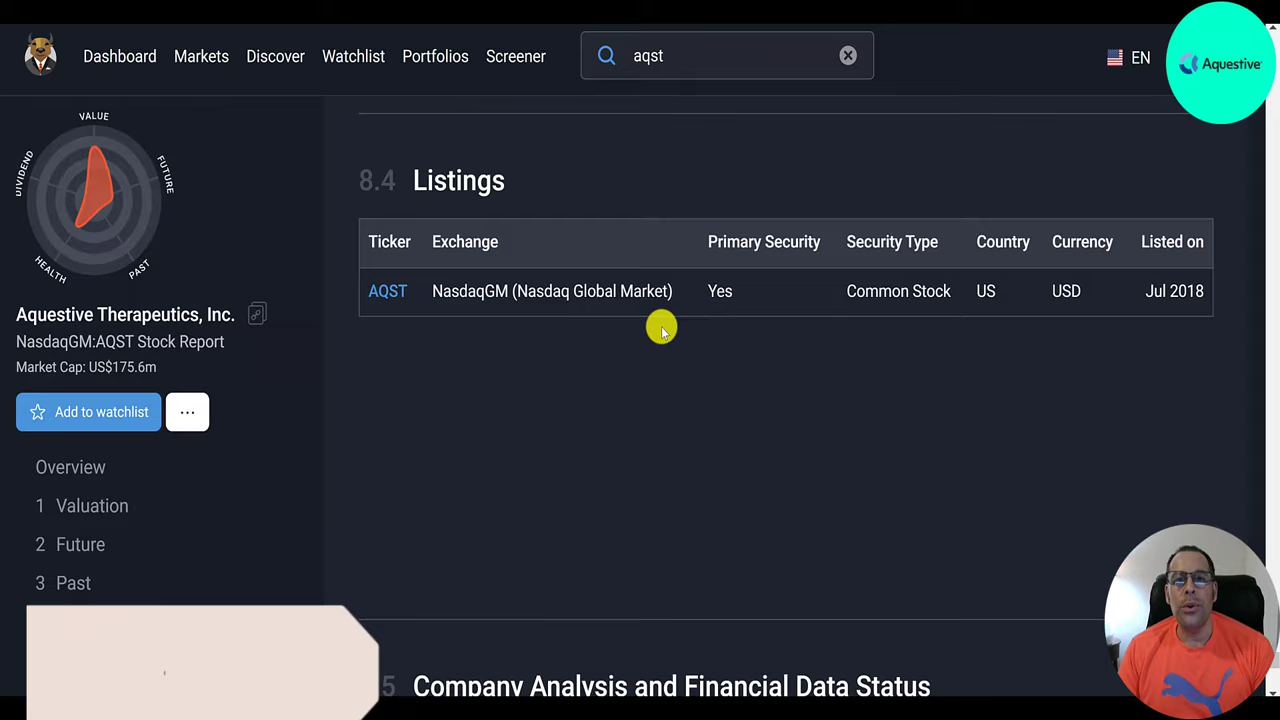 Dashboard Markets Discover Watchlist Portfolios Screener
aqst
EN
Aquestive
VALUE
FUTURE
PAST
HEALTH
DIVIDEND
Aquestive Therapeutics, Inc.
NasdaqGM:AQST Stock Report
Market Cap: US$175.6m
Add to watchlist
...
Overview
1 Valuation
2 Future
3 Past
8.4 Listings
Ticker Exchange Primary Security Security Type Country Currency Listed on
AQST NasdaqGM (Nasdaq Global Market) Yes Common Stock US USD Jul 2018
5 Company Analysis and Financial Data Status